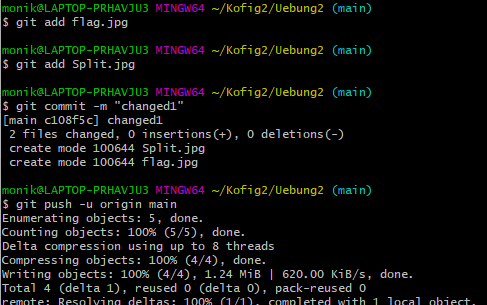 monik@LAPTOP-PRHAVJU3 MINGW64 ~/Kofig2/Uebung2 (main)
$ git add flag.jpg
monik@LAPTOP-PRHAVJU3 MINGW64 ~/Kofig2/Uebung2 (main)
$ git add Split.jpg
monik@LAPTOP-PRHAVJU3 MINGW64 ~/Kofig2/Uebung2 (main)
$ git commit -m "changed1"
[main c108f5c] changed1
 2 files changed, 0 insertions(+), 0 deletions(-)
 create mode 100644 Split.jpg
 create mode 100644 flag.jpg
monik@LAPTOP-PRHAVJU3 MINGW64 ~/Kofig2/Uebung2 (main)
$ git push -u origin main
Enumerating objects: 5, done.
Counting objects: 100% (5/5), done.
Delta compression using up to 8 threads
Compressing objects: 100% (4/4), done.
Writing objects: 100% (4/4), 1.24 MiB | 620.00 KiB/s, done.
Total 4 (delta 1), reused 0 (delta 0), pack-reused 0
remote: Resolving deltas: 100% (1/1), completed with 1 local object.